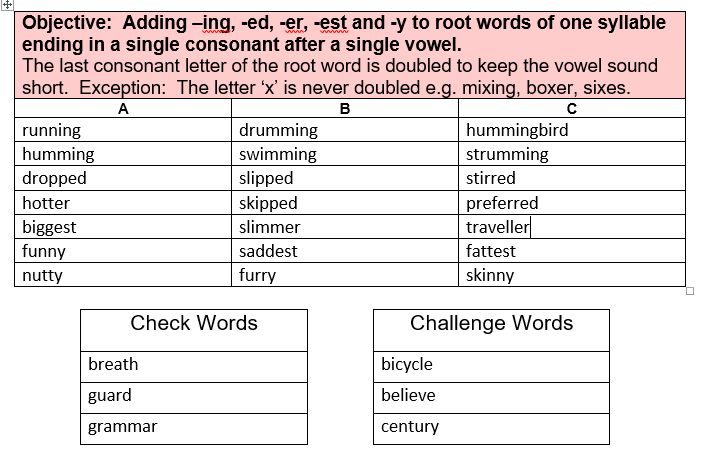 Objective: Adding –ing, -ed, -er, -est and -y to root words of one syllable
ending in a single consonant after a single vowel.
The last consonant letter of the root word is doubled to keep the vowel sound
short. Exception: The letter ‘x’ is never doubled e.g. mixing, boxer, sixes.
A B C
running drumming hummingbird
humming swimming strumming
dropped slipped stirred
hotter skipped preferred
biggest slimmer traveller
funny saddest fattest
nutty furry skinny
Check Words
breath
guard
grammar
Challenge Words
bicycle
believe
century